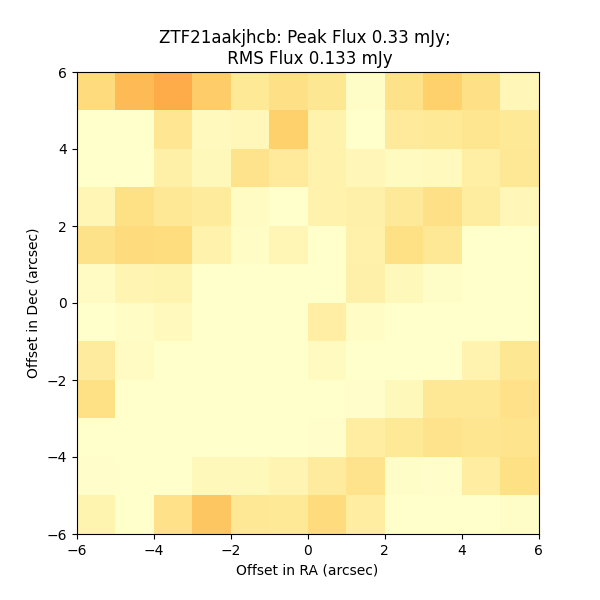 ZTF21aakjhcb: Peak Flux 0.33 mJy;
RMS Flux 0.133 mJy
6
4
2
0
−2
−4
−6
Offset in Dec (arcsec)
−6 −4 −2 0 2 4 6
Offset in RA (arcsec)